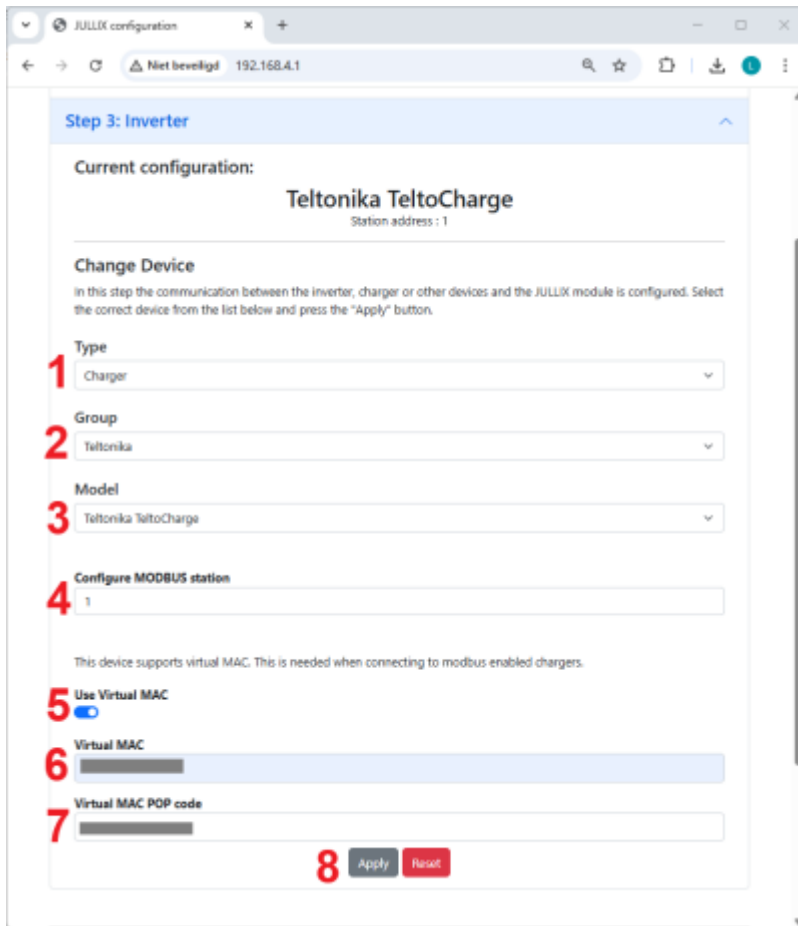 JULLIX configuration
Niet beveiligd 192.168.4.1
L
Step 3: Inverter
Current configuration:
Teltonika TeltoCharge
Station address : 1
Change Device
In this step the communication between the inverter, charger or other devices and the JULLIX module is configured. Select
the correct device from the list below and press the "Apply" button.
Type
1 Charger
Group
2 Teltonika
Model
3 Teltonika TeltoCharge
Configure MODBUS station
4 1
This device supports virtual MAC. This is needed when connecting to modbus enabled chargers.
5 Use Virtual MAC
Virtual MAC
6
Virtual MAC POP code
7
8 Apply Reset